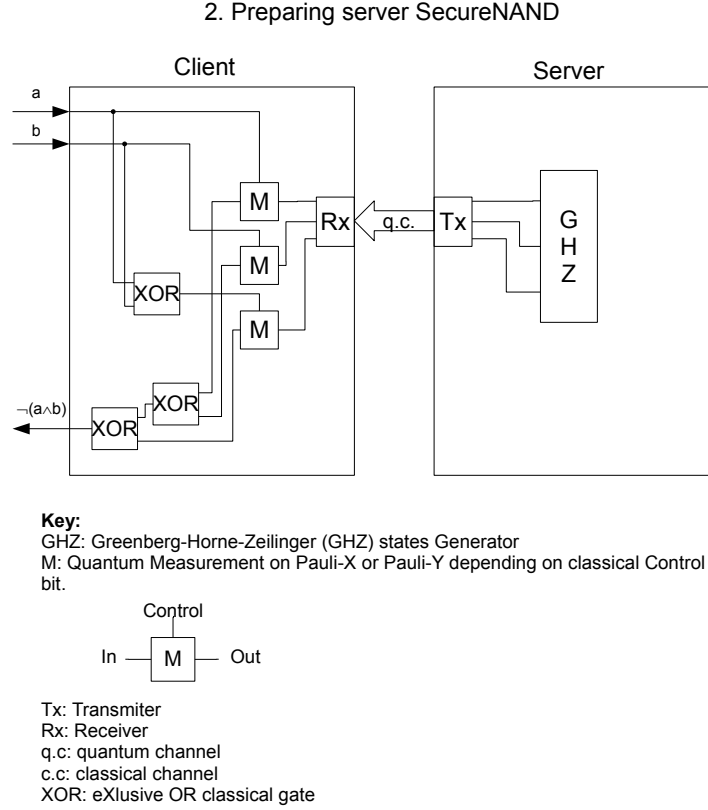 2. Preparing server SecureNAND
Client
Server
a
b
M
Rx
q.c.
Tx
G
H
Z
M
XOR
M
XOR
¬(a∧b)
XOR
Key:
GHZ: Greenberg-Horne-Zeilinger (GHZ) states Generator
M: Quantum Measurement on Pauli-X or Pauli-Y depending on classical Control
bit.
Control
In
M
Out
Tx: Transmiter
Rx: Receiver
q.c: quantum channel
c.c: classical channel
XOR: eXlusive OR classical gate